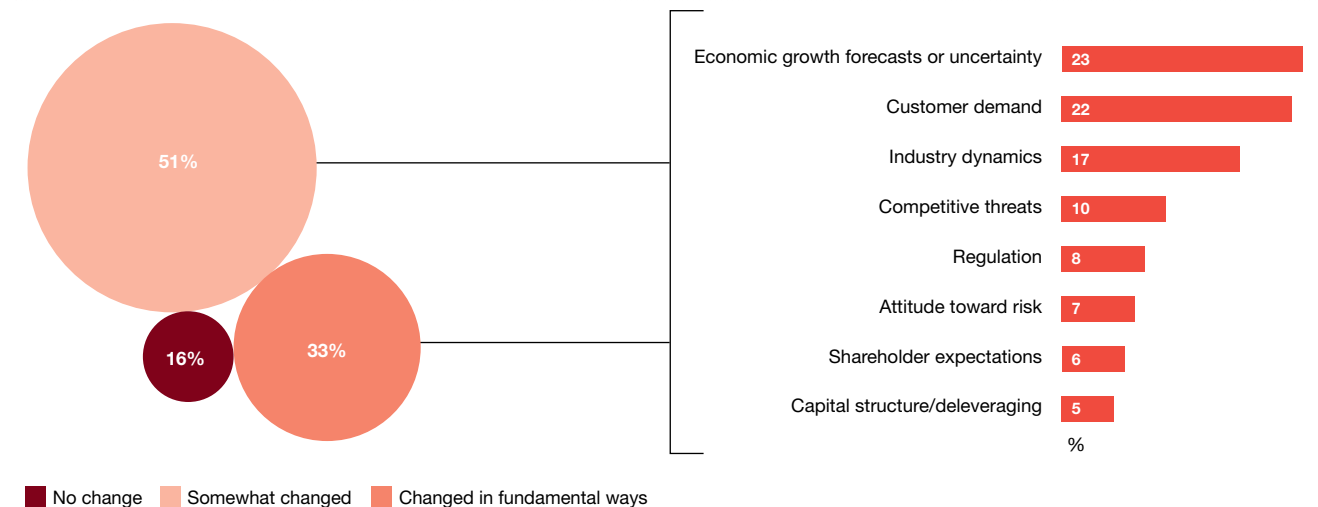 51%
16%
33%
Economic growth forecasts or uncertainty 23
Customer demand 22
Industry dynamics 17
Competitive threats 10
Regulation 8
Attitude toward risk 7
Shareholder expectations 6
Capital structure/deleveraging 5
%
No change Somewhat changed Changed in fundamental ways